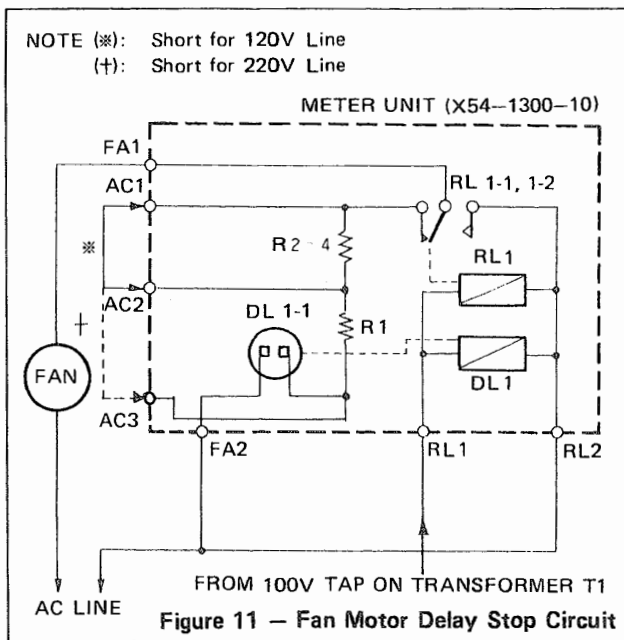 NOTE (※): Short for 120V Line
(†): Short for 220V Line
METER UNIT (X54-1300-10)
FA1
AC1
RL 1-1, 1-2
※
R2-4
RL1
AC2
DL 1-1
R1
†
FAN
DL1
AC3
FA2
RL1
RL2
FROM 100V TAP ON TRANSFORMER T1
AC LINE
Figure 11 — Fan Motor Delay Stop Circuit